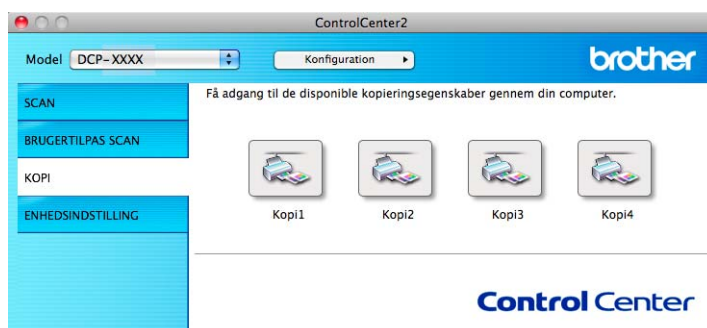 ControlCenter2
Model DCP-XXXX Konfiguration brother
SCAN
Få adgang til de disponible kopieringsegenskaber gennem din computer.
BRUGERTILPAS SCAN
KOPI
ENHEDSINDSTILLING
Kopi1 Kopi2 Kopi3 Kopi4
Control Center